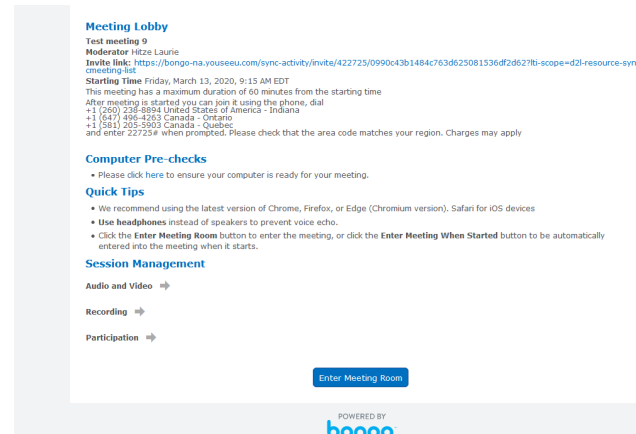 Meeting Lobby
Test meeting 9
Moderator Hitze Laurie
Invite link: https://bongo-na.youseeu.com/sync-activity/invite/422725/0990c43b1484c763d625081536df2d62?lti-scope=d2l-resource-syn
cmeeting-list
Starting Time Friday, March 13, 2020, 9:15 AM EDT
This meeting has a maximum duration of 60 minutes from the starting time
After meeting is started you can join it using the phone, dial
+1 (260) 238-8894 United States of America - Indiana
+1 (647) 496-4263 Canada - Ontario
+1 (581) 205-5903 Canada - Quebec
and enter 22725# when prompted. Please check that the area code matches your region. Charges may apply
Computer Pre-checks
• Please click here to ensure your computer is ready for your meeting.
Quick Tips
• We recommend using the latest version of Chrome, Firefox, or Edge (Chromium version). Safari for iOS devices
• Use headphones instead of speakers to prevent voice echo.
• Click the Enter Meeting Room button to enter the meeting, or click the Enter Meeting When Started button to be automatically
entered into the meeting when it starts.
Session Management
Audio and Video
Recording
Participation
Enter Meeting Room
POWERED BY
bongo